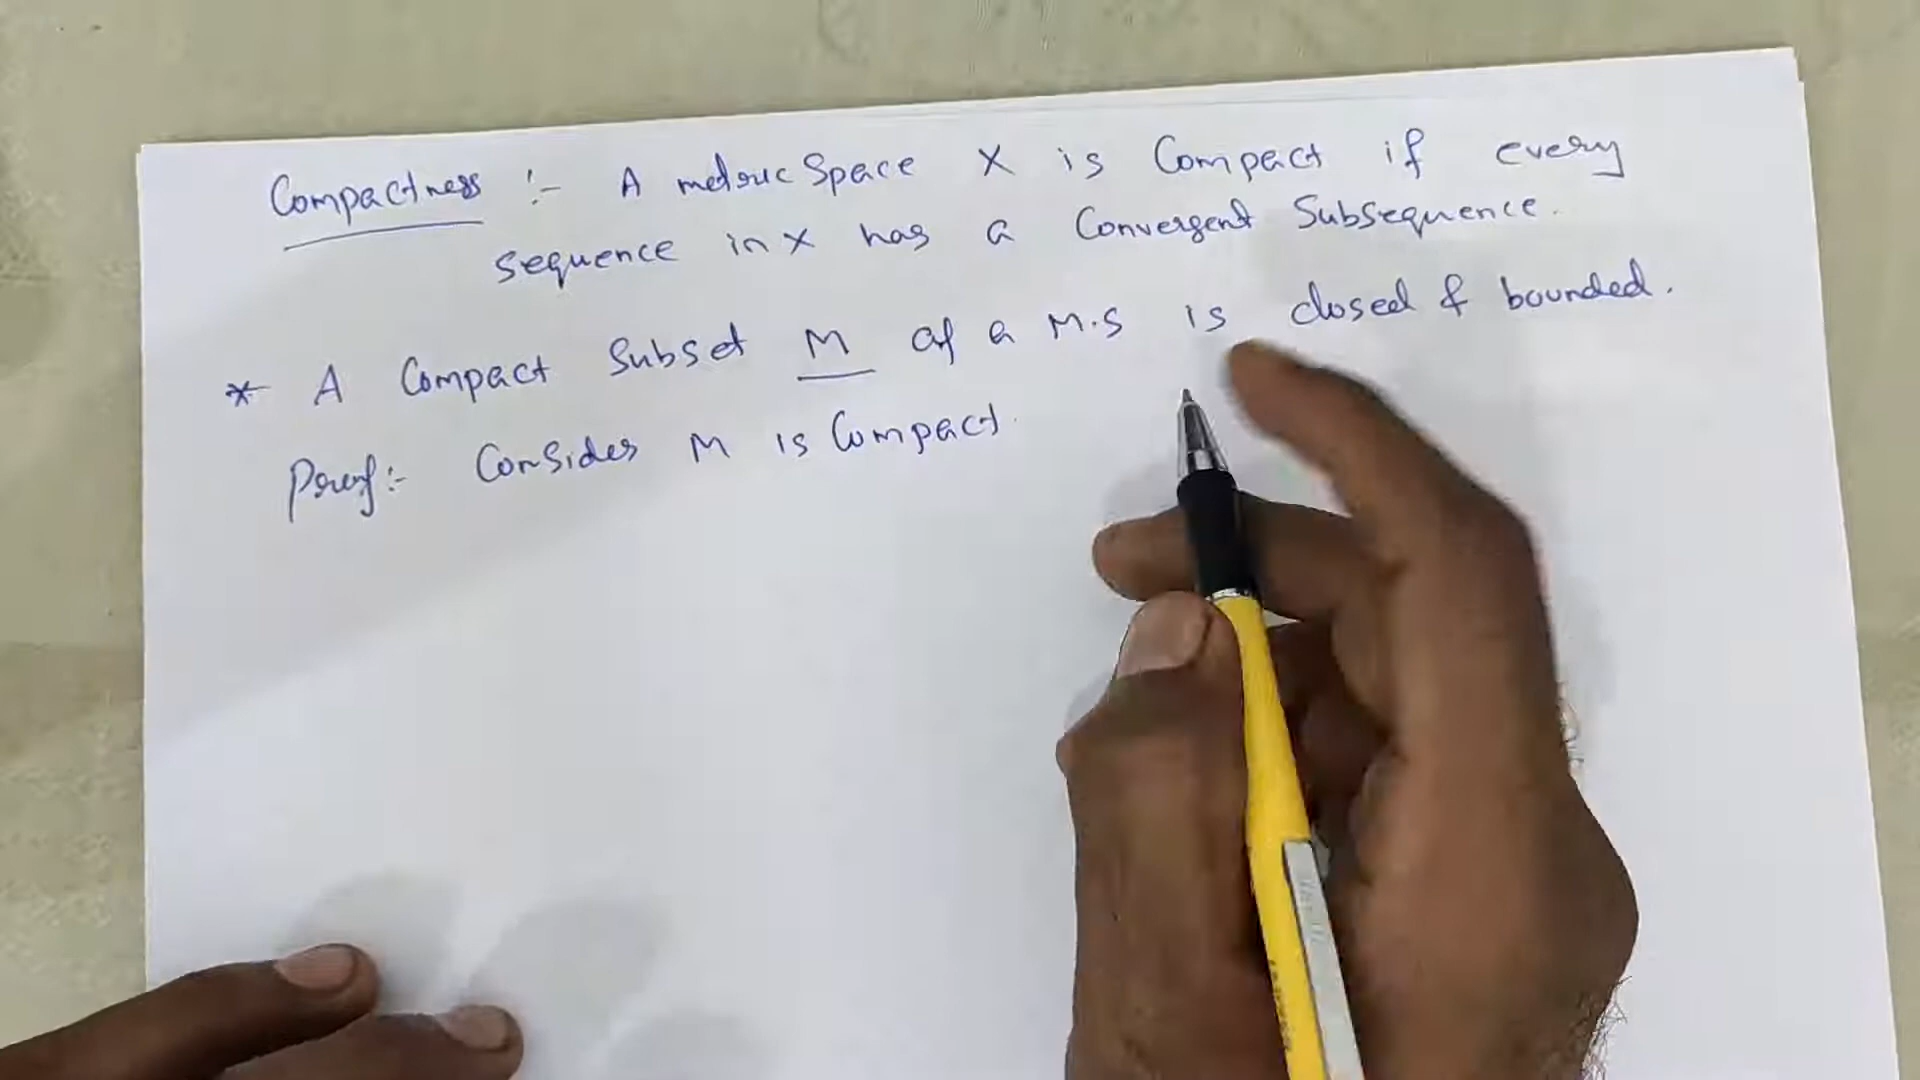 Compactness :- A metric Space X is Compact if every
sequence in X has a Convergent Subsequence.
* A Compact Subset M of a M.S is closed & bounded.
Proof:- Consider M is Compact.